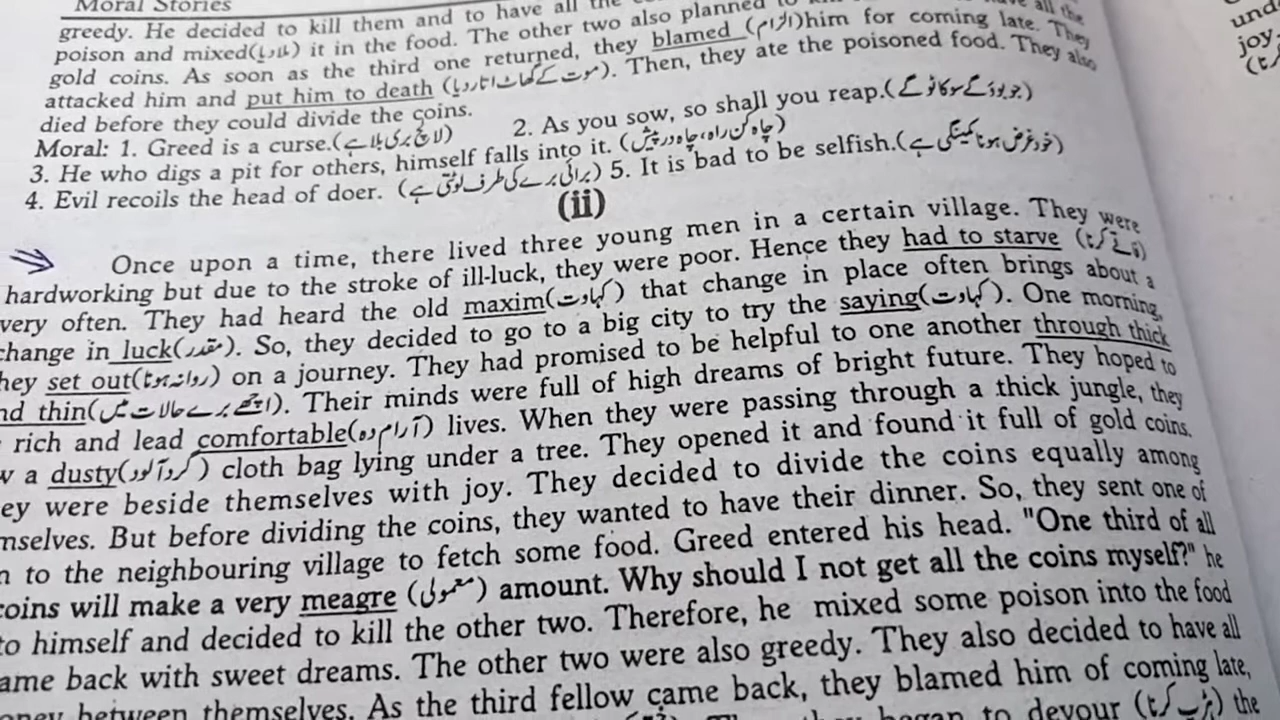 Moral Stories
greedy. He decided to kill them and to have all the
poison and mixed(ملا دیا) it in the food. The other two also planned to have all the
gold coins. As soon as the third one returned, they blamed (الزام)him for coming late. They
attacked him and put him to death (موت کے گھاٹ اتار دیا). Then, they ate the poisoned food. They also
died before they could divide the coins.
Moral: 1. Greed is a curse.(لالچ بری بلا ہے) 2. As you sow, so shall you reap.(جو بوؤ گے سو کاٹو گے)
3. He who digs a pit for others, himself falls into it. (چاہ کن راہ، چاہ درپیش)
4. Evil recoils the head of doer. (برائی برے کی طرف لوٹتی ہے) 5. It is bad to be selfish.(خود غرض ہونا کمینگی ہے)
(ii)
Once upon a time, there lived three young men in a certain village. They were
hardworking but due to the stroke of ill-luck, they were poor. Hence they had to starve (فاقے کرنا)
very often. They had heard the old maxim(کہاوت) that change in place often brings about a
change in luck(مقدر). So, they decided to go to a big city to try the saying(کہاوت). One morning,
hey set out(روانہ ہونا) on a journey. They had promised to be helpful to one another through thick
nd thin(اچھے برے حالات میں). Their minds were full of high dreams of bright future. They hoped to
rich and lead comfortable(آرام دہ) lives. When they were passing through a thick jungle, they
w a dusty(گرد آلود) cloth bag lying under a tree. They opened it and found it full of gold coins.
ey were beside themselves with joy. They decided to divide the coins equally among
mselves. But before dividing the coins, they wanted to have their dinner. So, they sent one of
m to the neighbouring village to fetch some food. Greed entered his head. "One third of all
coins will make a very meagre (معمولی) amount. Why should I not get all the coins myself?" he
to himself and decided to kill the other two. Therefore, he mixed some poison into the food
ame back with sweet dreams. The other two were also greedy. They also decided to have all
oney between themselves. As the third fellow came back, they blamed him of coming late,
began to devour (ہڑپ کرنا) the
und
joy.